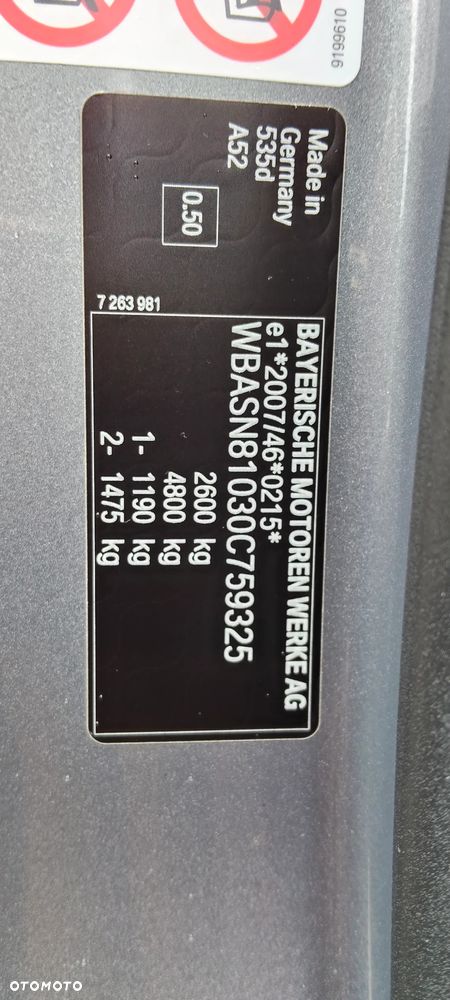 9199610
Made in
Germany
535d
A52
0.50
7 263 981
BAYERISCHE MOTOREN WERKE AG
e1*2007/46*0215*
WBASN81030C759325
2600 kg
4800 kg
1- 1190 kg
2- 1475 kg
OTOMOTO